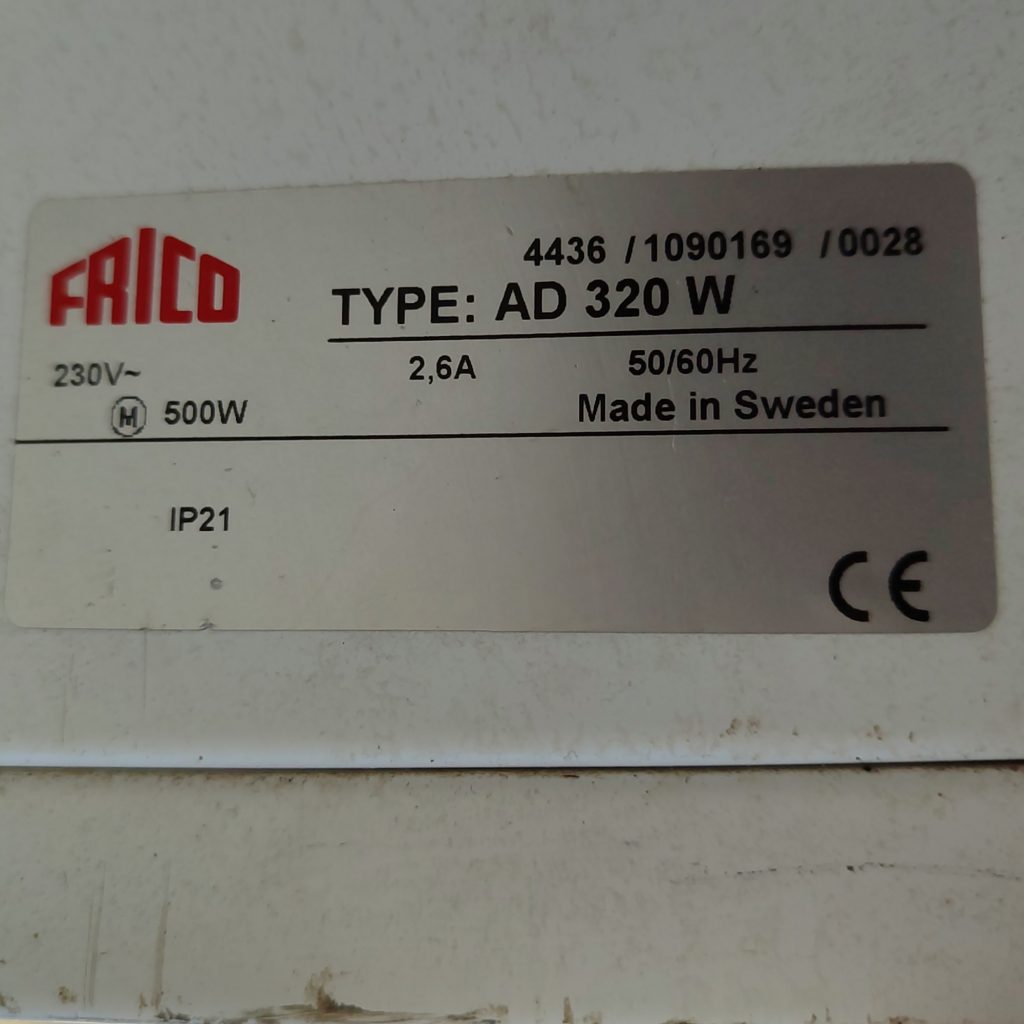 FRICO
4436 /1090169 /0028
TYPE: AD 320 W
230V~ 2,6A 50/60Hz
M 500W Made in Sweden
IP21
CE